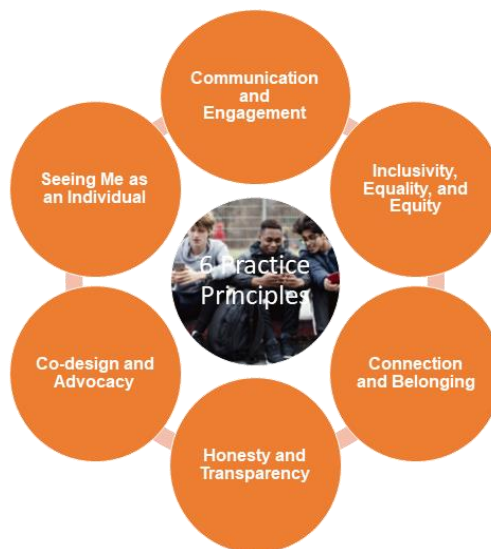 Communication
and
Engagement
Inclusivity,
Equality, and
Equity
Connection
and Belonging
Honesty and
Transparency
Co-design and
Advocacy
Seeing Me as
an Individual
6 Practice
Principles